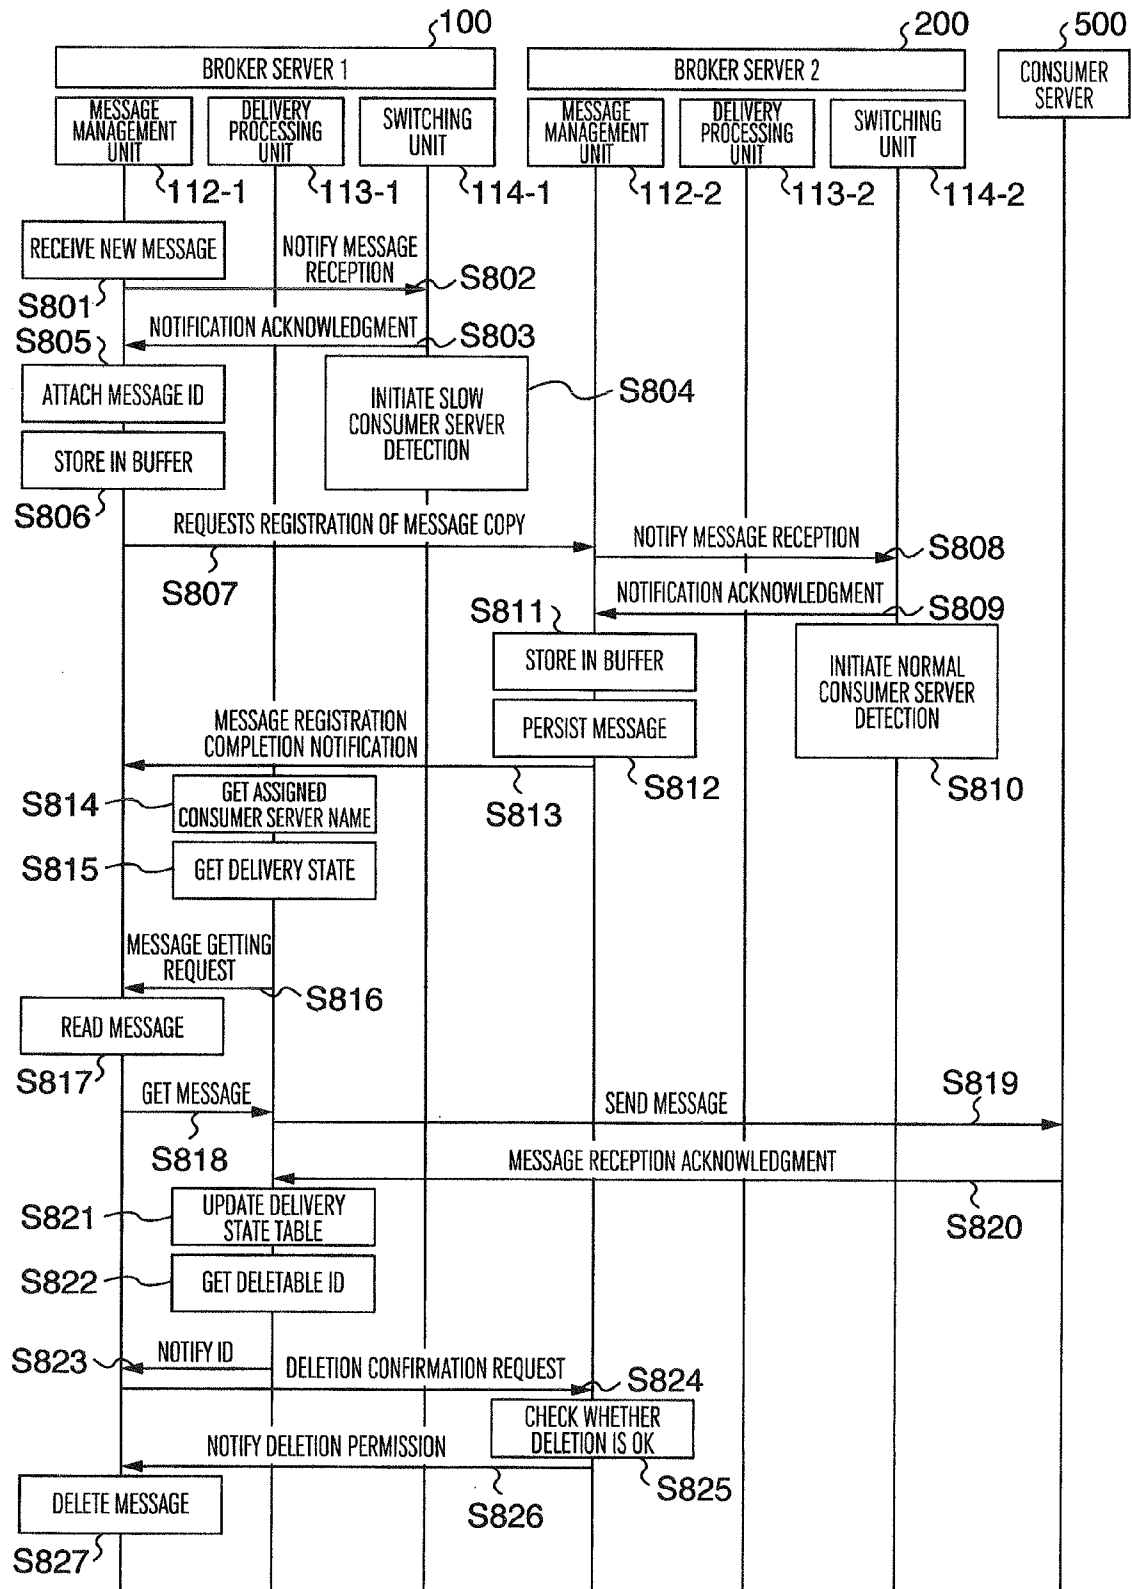 100
200
500
BROKER SERVER 1
BROKER SERVER 2
CONSUMER
SERVER
MESSAGE
MANAGEMENT
UNIT
DELIVERY
PROCESSING
UNIT
SWITCHING
UNIT
MESSAGE
MANAGEMENT
UNIT
DELIVERY
PROCESSING
UNIT
SWITCHING
UNIT
112-1
113-1
114-1
112-2
113-2
114-2
RECEIVE NEW MESSAGE
S801
NOTIFY MESSAGE
RECEPTION
S802
NOTIFICATION ACKNOWLEDGMENT
S803
S805
ATTACH MESSAGE ID
INITIATE SLOW
CONSUMER SERVER
DETECTION
S804
STORE IN BUFFER
S806
REQUESTS REGISTRATION OF MESSAGE COPY
S807
NOTIFY MESSAGE RECEPTION
S808
NOTIFICATION ACKNOWLEDGMENT
S809
S811
STORE IN BUFFER
INITIATE NORMAL
CONSUMER SERVER
DETECTION
S810
PERSIST MESSAGE
S812
MESSAGE REGISTRATION
COMPLETION NOTIFICATION
S813
S814
GET ASSIGNED
CONSUMER SERVER NAME
S815
GET DELIVERY STATE
MESSAGE GETTING
REQUEST
S816
READ MESSAGE
S817
GET MESSAGE
S818
SEND MESSAGE
S819
MESSAGE RECEPTION ACKNOWLEDGMENT
S820
S821
UPDATE DELIVERY
STATE TABLE
S822
GET DELETABLE ID
S823
NOTIFY ID
DELETION CONFIRMATION REQUEST
S824
CHECK WHETHER
DELETION IS OK
S825
NOTIFY DELETION PERMISSION
S826
DELETE MESSAGE
S827